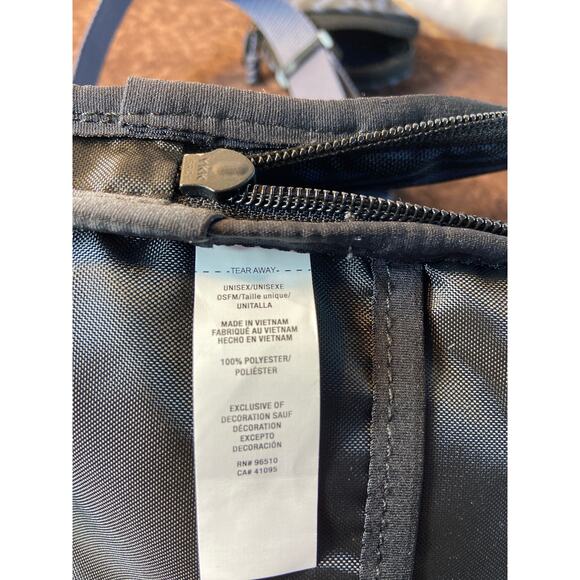 YKK
-TEAR AWAY-
UNISEX/UNISEXE
OSFM/Taille unique/
UNITALLA
MADE IN VIETNAM
FABRIQUÉ AU VIETNAM
HECHO EN VIETNAM
100% POLYESTER/
POLIÉSTER
EXCLUSIVE OF
DECORATION SAUF
DÉCORATION
EXCEPTO
DECORACIÓN
RN# 96510
CA# 41095